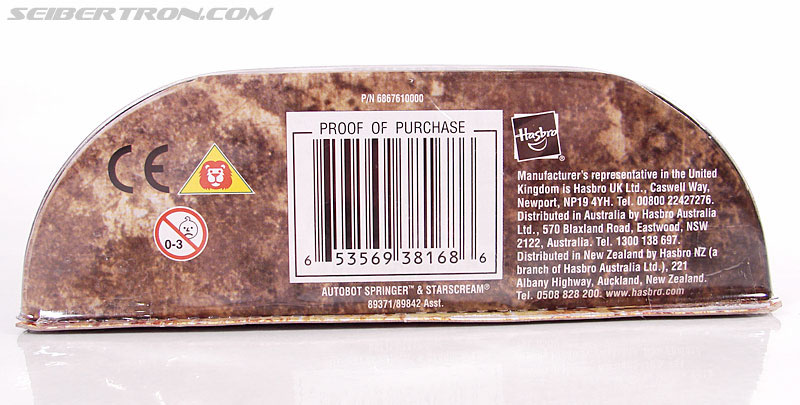 SEIBERTRON.COM
P/N 6867610000
PROOF OF PURCHASE
6 53569 38168 6
AUTOBOT SPRINGER™ & STARSCREAM®
89371/89842 Asst.
CE
0-3
Hasbro
Manufacturer's representative in the United
Kingdom is Hasbro UK Ltd., Caswell Way,
Newport, NP19 4YH. Tel. 00800 22427276.
Distributed in Australia by Hasbro Australia
Ltd., 570 Blaxland Road, Eastwood, NSW
2122, Australia. Tel. 1300 138 697.
Distributed in New Zealand by Hasbro NZ (a
branch of Hasbro Australia Ltd.), 221
Albany Highway, Auckland, New Zealand.
Tel. 0508 828 200. www.hasbro.com